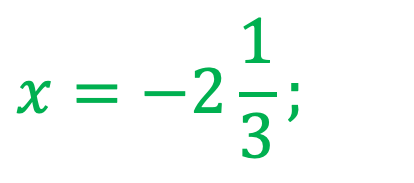 x = −2 1/3;